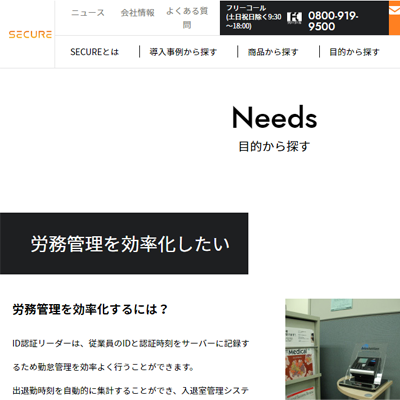 ニュース
会社情報
よくある質
問
フリーコール
(土日祝日除く9:30
~18:00)
0800-919-
9500
SECURE
SECUREとは
導入事例から探す
商品から探す
目的から探す
Needs
目的から探す
労務管理を効率化したい
労務管理を効率化するには？
ID認証リーダーは、従業員のIDと認証時刻をサーバーに記録す
るため勤怠管理を効率よく行うことができます。
出退勤時刻を自動的に集計することができ、入退室管理システ
Medical